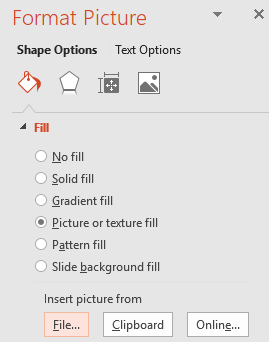 Format Picture
Shape Options Text Options
Fill
No fill
Solid fill
Gradient fill
Picture or texture fill
Pattern fill
Slide background fill
Insert picture from
File... Clipboard Online...